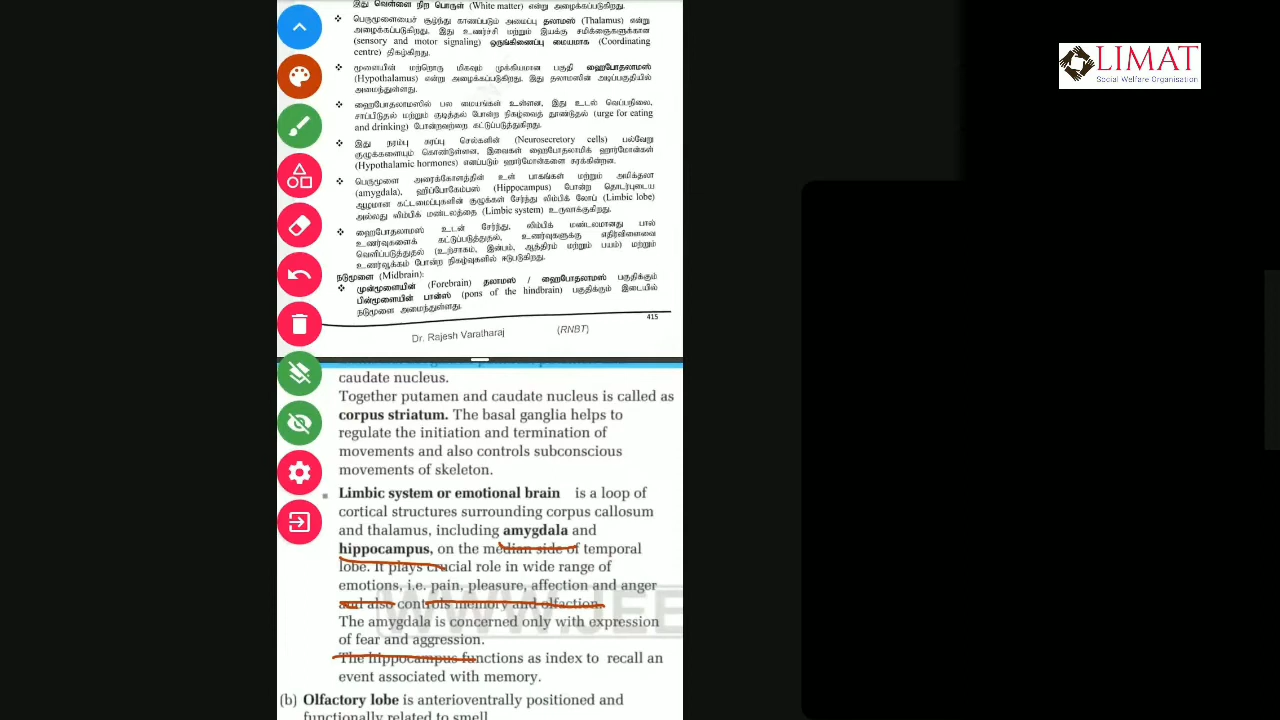 இது வெள்ளை நிற பொருள் (White matter) என்று அழைக்கப்படுகிறது.
❖ பெருமூளையைச் சூழ்ந்து காணப்படும் அமைப்பு தலாமஸ் (Thalamus) என்று
அழைக்கப்படுகிறது. இது உணர்ச்சி மற்றும் இயக்கு சமிக்ஞைகளுக்கான
(sensory and motor signaling) ஒருங்கிணைப்பு மையமாக (Coordinating
centre) திகழ்கிறது.
❖ மூளையின் மற்றொரு மிகவும் முக்கியமான பகுதி ஹைபோதலாமஸ்
(Hypothalamus) என்று அழைக்கப்படுகிறது. இது தலாமஸின் அடிப்பகுதியில்
அமைந்துள்ளது.
❖ ஹைபோதலாமஸில் பல மையங்கள் உள்ளன, இது உடல் வெப்பநிலை,
சாப்பிடுதல் மற்றும் குடித்தல் போன்ற நிகழ்வைத் தூண்டுதல் (urge for eating
and drinking) போன்றவற்றை கட்டுப்படுத்துகிறது.
❖ இது நரம்பு சுரப்பு செல்களின் (Neurosecretory cells) பல்வேறு
குழுக்களையும் கொண்டுள்ளன, இவைகள் ஹைபோதலாமிக் ஹார்மோன்கள்
(Hypothalamic hormones) எனப்படும் ஹார்மோன்களை சுரக்கின்றன.
❖ பெருமூளை அரைக்கோளத்தின் உள் பாகங்கள் மற்றும் அமிக்தலா
(amygdala), ஹிப்போகேம்பஸ் (Hippocampus) போன்ற தொடர்புடைய
ஆழமான கட்டமைப்புகளின் குழுக்கள் சேர்ந்து லிம்பிக் லோப் (Limbic lobe)
அல்லது லிம்பிக் மண்டலத்தை (Limbic system) உருவாக்குகிறது.
❖ ஹைபோதலாமஸ் உடன் சேர்ந்து, லிம்பிக் மண்டலமானது பால்
உணர்வுகளைக் கட்டுப்படுத்துதல், உணர்வுகளுக்கு எதிர்விளைவை
வெளிப்படுத்துதல் (உற்சாகம், இன்பம், ஆத்திரம் மற்றும் பயம்) மற்றும்
உணர்வூக்கம் போன்ற நிகழ்வுகளில் ஈடுபடுகிறது.
நடுமூளை (Midbrain):
❖ முன்மூளையின் (Forebrain) தலாமஸ் / ஹைபோதலாமஸ் பகுதிக்கும்
பின்மூளையின் பான்ஸ் (pons of the hindbrain) பகுதிக்கும் இடையில்
நடுமூளை அமைந்துள்ளது.
415
Dr. Rajesh Varatharaj (RNBT)
caudate nucleus.
Together putamen and caudate nucleus is called as
corpus striatum. The basal ganglia helps to
regulate the initiation and termination of
movements and also controls subconscious
movements of skeleton.
Limbic system or emotional brain is a loop of
cortical structures surrounding corpus callosum
and thalamus, including amygdala and
hippocampus, on the median side of temporal
lobe. It plays crucial role in wide range of
emotions, i.e. pain, pleasure, affection and anger
and also controls memory and olfaction.
The amygdala is concerned only with expression
of fear and aggression.
The hippocampus functions as index to recall an
event associated with memory.
(b) Olfactory lobe is anterioventrally positioned and
functionally related to smell
WWW.JEE
LIMAT
Social Welfare Organisation